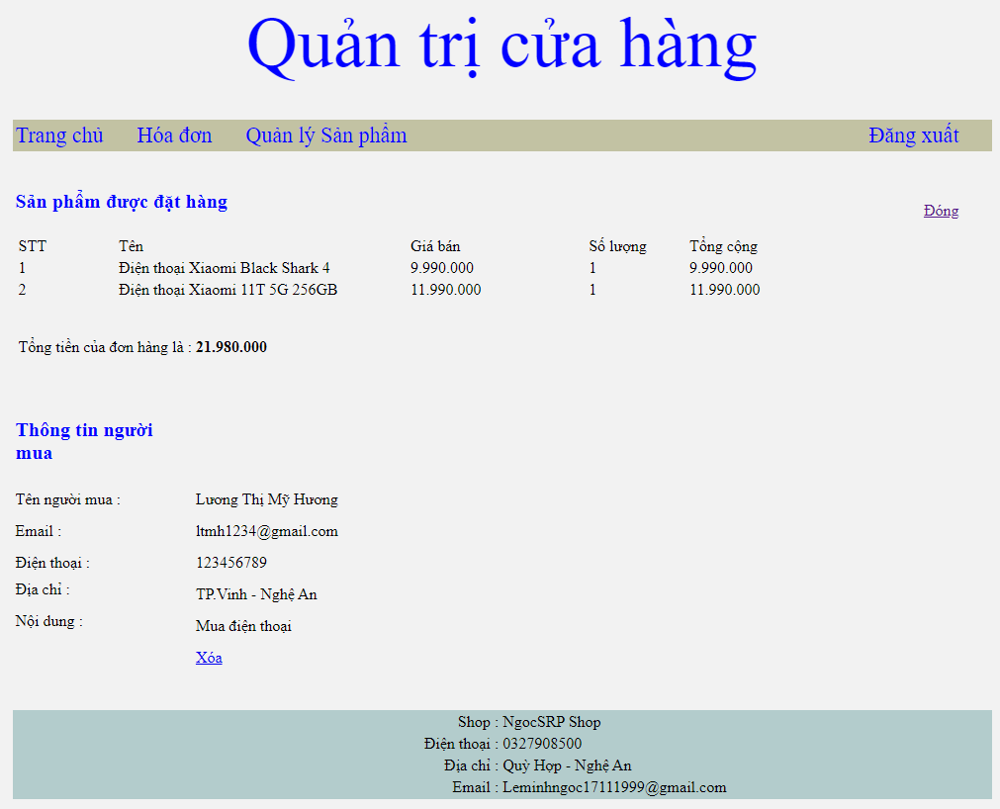 Quản trị cửa hàng
Trang chủ Hóa đơn Quản lý Sản phẩm Đăng xuất
Sản phẩm được đặt hàng
Đóng
STT Tên Giá bán Số lượng Tổng cộng
1 Điện thoại Xiaomi Black Shark 4 9.990.000 1 9.990.000
2 Điện thoại Xiaomi 11T 5G 256GB 11.990.000 1 11.990.000
Tổng tiền của đơn hàng là : 21.980.000
Thông tin người
mua
Tên người mua : Lương Thị Mỹ Hương
Email : ltmh1234@gmail.com
Điện thoại : 123456789
Địa chỉ : TP.Vinh - Nghệ An
Nội dung : Mua điện thoại
Xóa
Shop : NgocSRP Shop
Điện thoại : 0327908500
Địa chỉ : Quỳ Hợp - Nghệ An
Email : Leminhngoc17111999@gmail.com